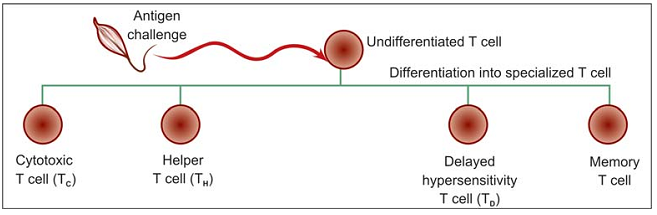 Antigen
challenge
Undifferentiated T cell
Differentiation into specialized T cell
Cytotoxic
T cell (TC)
Helper
T cell (TH)
Delayed
hypersensitivity
T cell (TD)
Memory
T cell